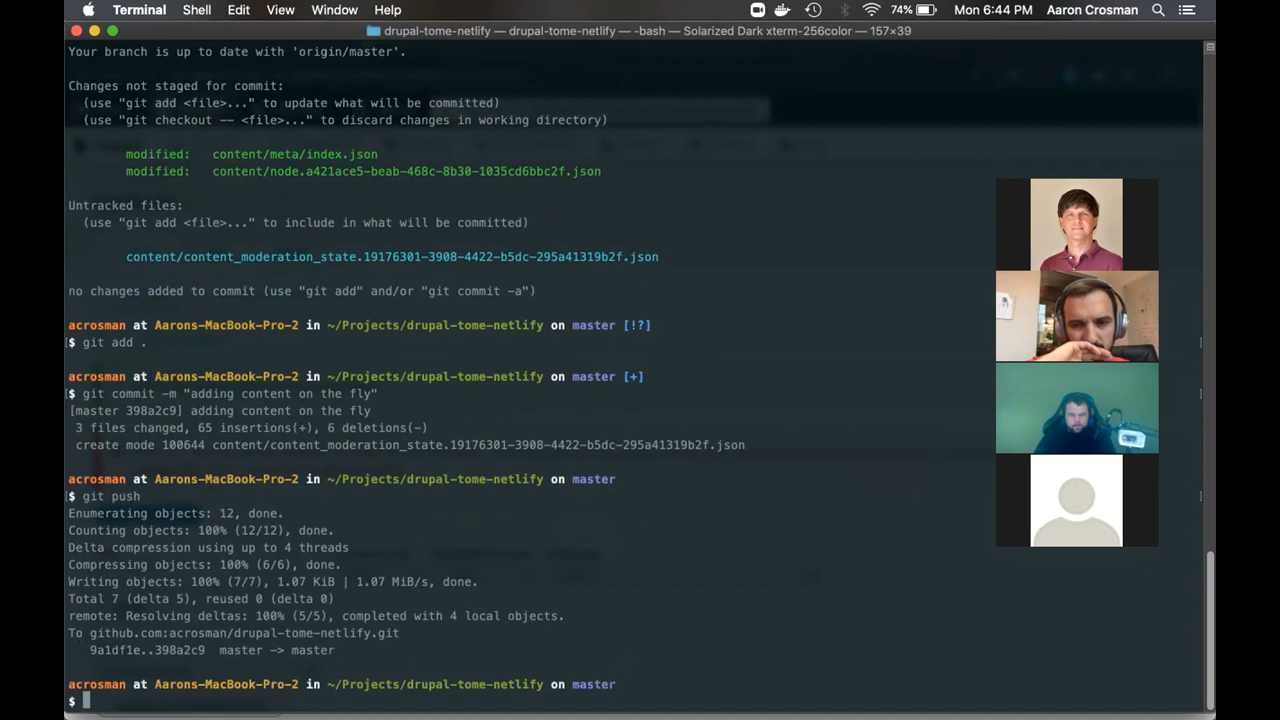 Terminal Shell Edit View Window Help 74% Mon 6:44 PM Aaron Crosman
drupal-tome-netlify — drupal-tome-netlify — -bash — Solarized Dark xterm-256color — 157×39
Your branch is up to date with 'origin/master'.
Changes not staged for commit:
(use "git add <file>..." to update what will be committed)
(use "git checkout -- <file>..." to discard changes in working directory)
modified: content/meta/index.json
modified: content/node.a421ace5-beab-468c-8b30-1035cd6bbc2f.json
Untracked files:
(use "git add <file>..." to include in what will be committed)
content/content_moderation_state.19176301-3908-4422-b5dc-295a41319b2f.json
no changes added to commit (use "git add" and/or "git commit -a")
acrosman at Aarons-MacBook-Pro-2 in ~/Projects/drupal-tome-netlify on master [!?]
[$ git add . ]
acrosman at Aarons-MacBook-Pro-2 in ~/Projects/drupal-tome-netlify on master [+]
[$ git commit -m "adding content on the fly" ]
[master 398a2c9] adding content on the fly
3 files changed, 65 insertions(+), 6 deletions(-)
create mode 100644 content/content_moderation_state.19176301-3908-4422-b5dc-295a41319b2f.json
acrosman at Aarons-MacBook-Pro-2 in ~/Projects/drupal-tome-netlify on master
[$ git push ]
Enumerating objects: 12, done.
Counting objects: 100% (12/12), done.
Delta compression using up to 4 threads
Compressing objects: 100% (6/6), done.
Writing objects: 100% (7/7), 1.07 KiB | 1.07 MiB/s, done.
Total 7 (delta 5), reused 0 (delta 0)
remote: Resolving deltas: 100% (5/5), completed with 4 local objects.
To github.com:acrosman/drupal-tome-netlify.git
9a1df1e..398a2c9 master -> master
acrosman at Aarons-MacBook-Pro-2 in ~/Projects/drupal-tome-netlify on master
$